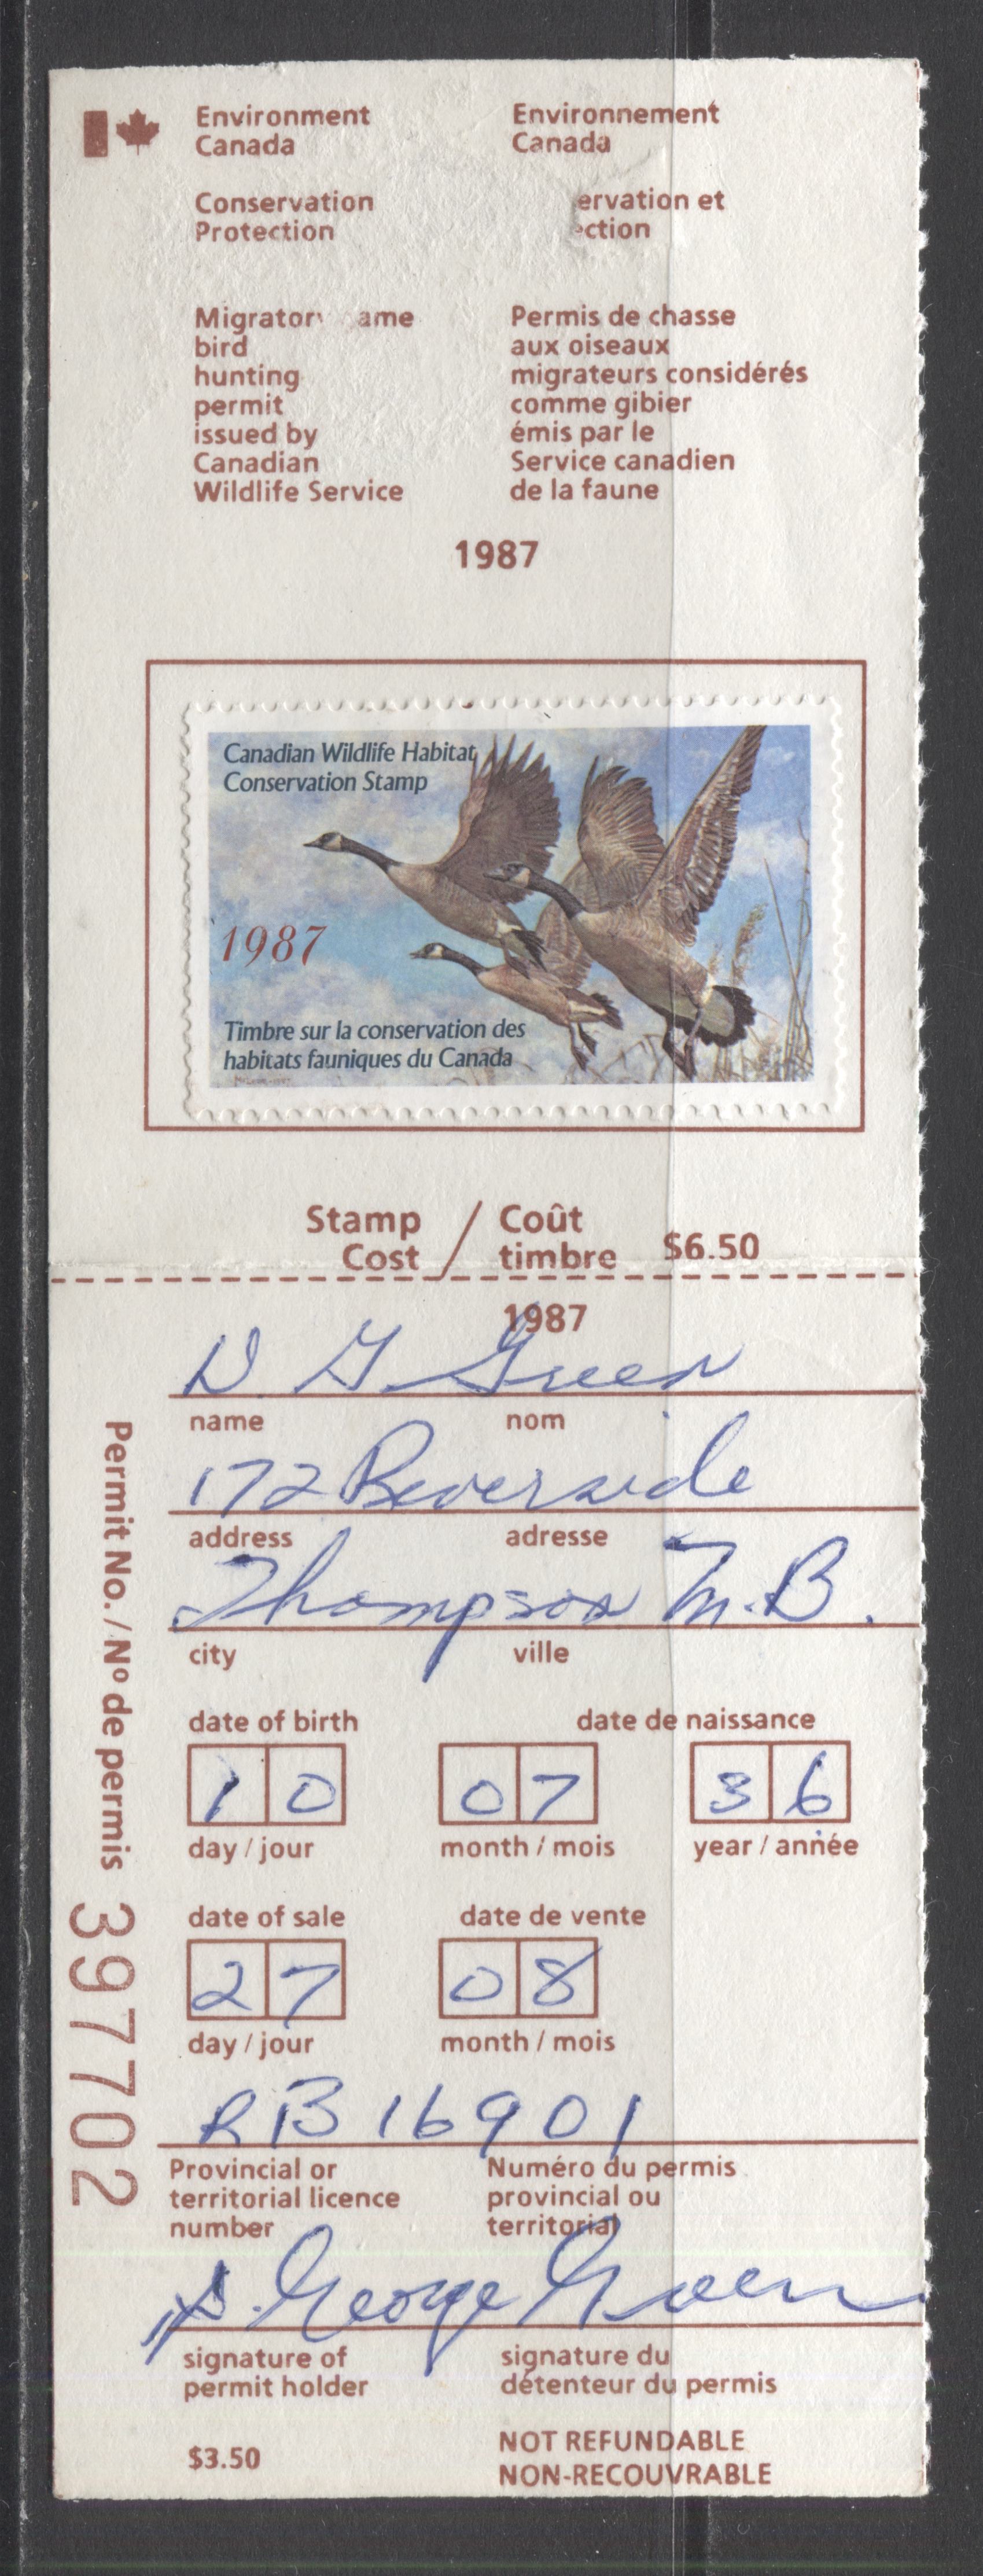 Environment
Canada
Environnement
Canada
Conservation
Protection
ervation et
ction
Migrator ame
bird
hunting
permit
issued by
Canadian
Wildlife Service
Permis de chasse
aux oiseaux
migrateurs considérés
comme gibier
émis par le
Service canadien
de la faune
1987
Canadian Wildlife Habitat
Conservation Stamp
1987
Timbre sur la conservation des
habitats fauniques du Canada
Stamp / Coût
Cost timbre $6.50
1987
D G Green
name nom
172
address adresse
Thompson M.B.
city ville
date of birth date de naissance
10 07 36
day / jour month / mois year / année
date of sale date de vente
27 08
day / jour month / mois
RB 16901
Provincial or
territorial licence
number
Numéro du permis
provincial ou
territorial
D. George Green
signature of
permit holder
signature du
détenteur du permis
$3.50
NOT REFUNDABLE
NON-RECOUVRABLE
Permit No. / Nº de permis 397702